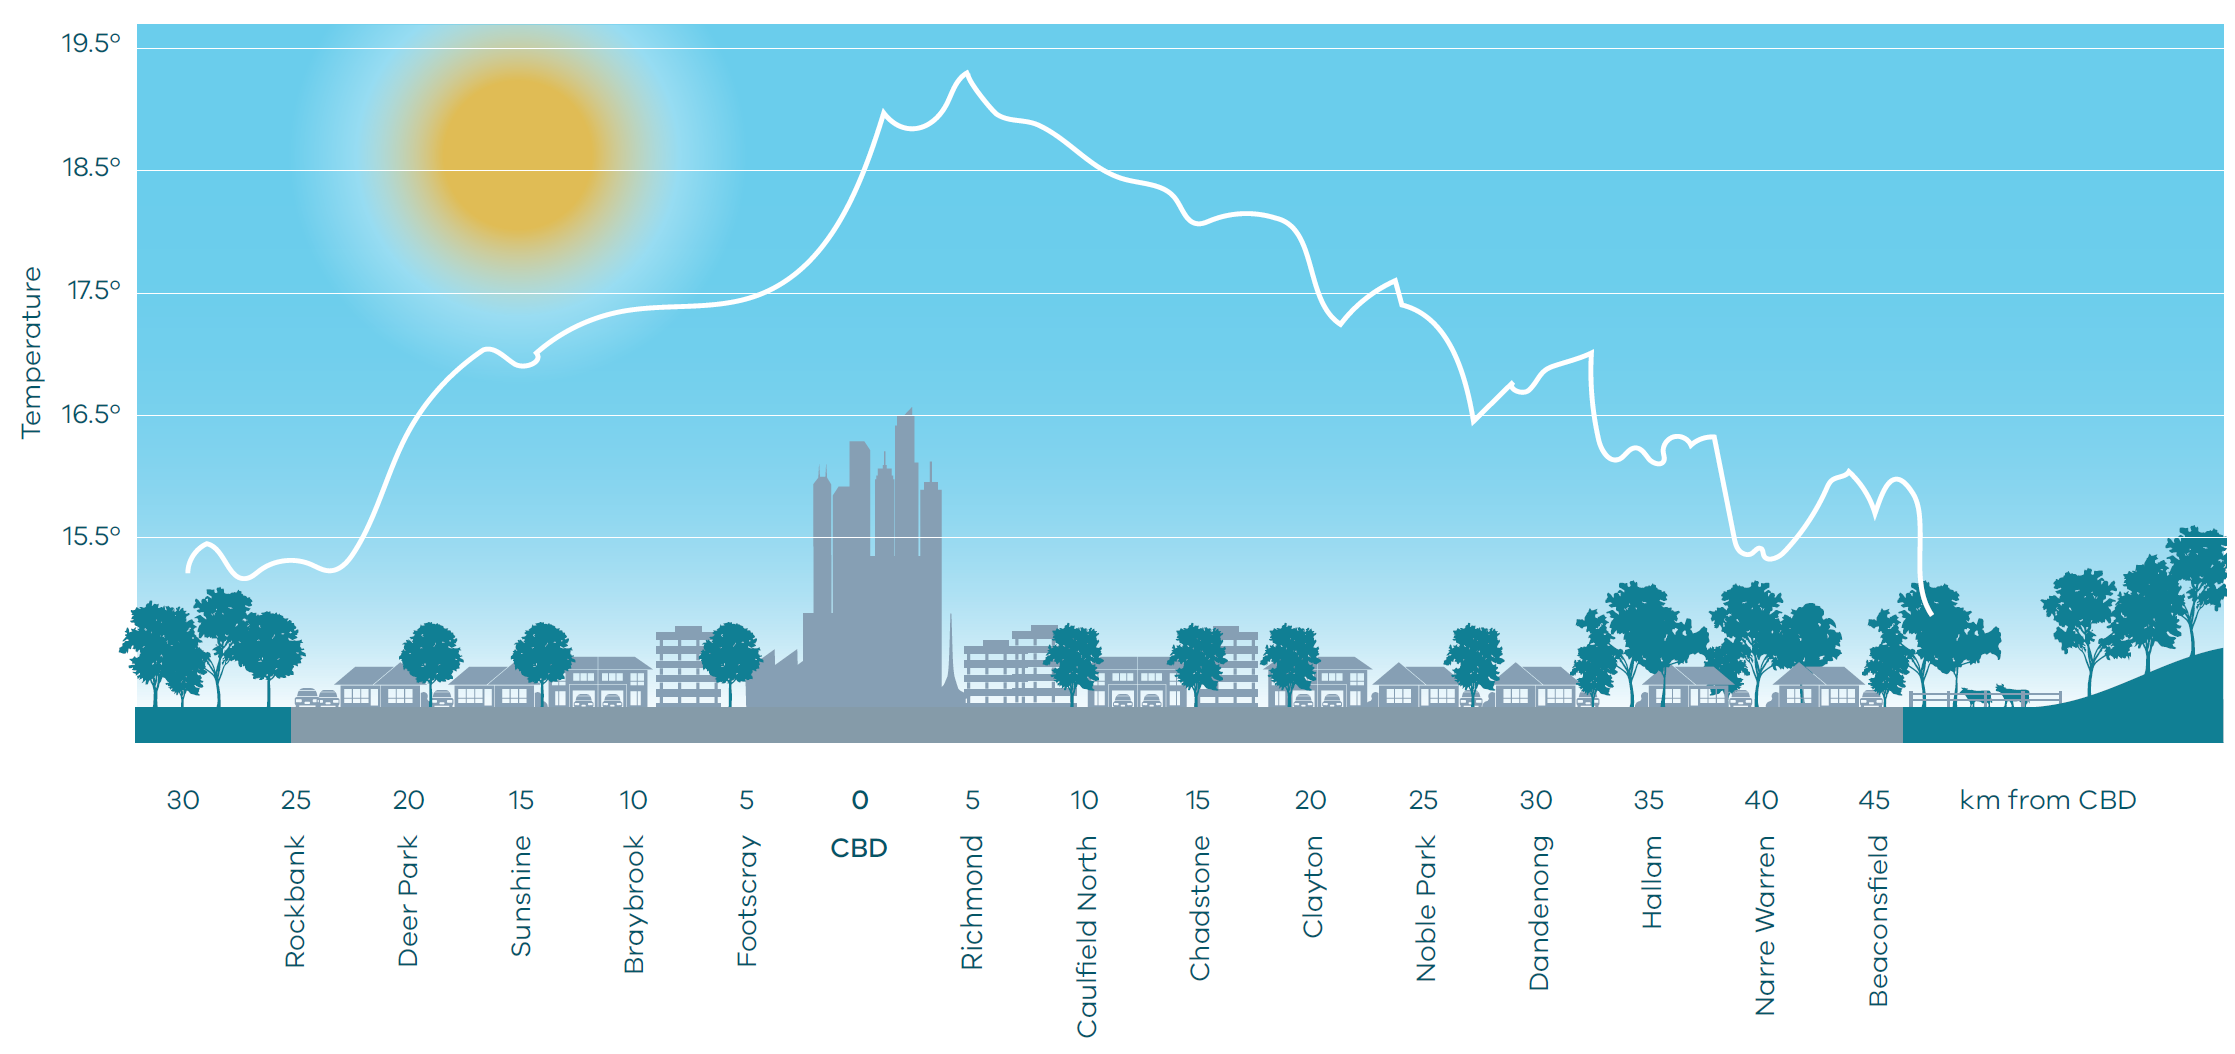 19.5°
18.5°
17.5°
16.5°
15.5°
Temperature
30 25 20 15 10 5 0 5 10 15 20 25 30 35 40 45 km from CBD
Rockbank
Deer Park
Sunshine
Braybrook
Footscray
CBD
Richmond
Caulfield North
Chadstone
Clayton
Noble Park
Dandenong
Hallam
Narre Warren
Beaconsfield